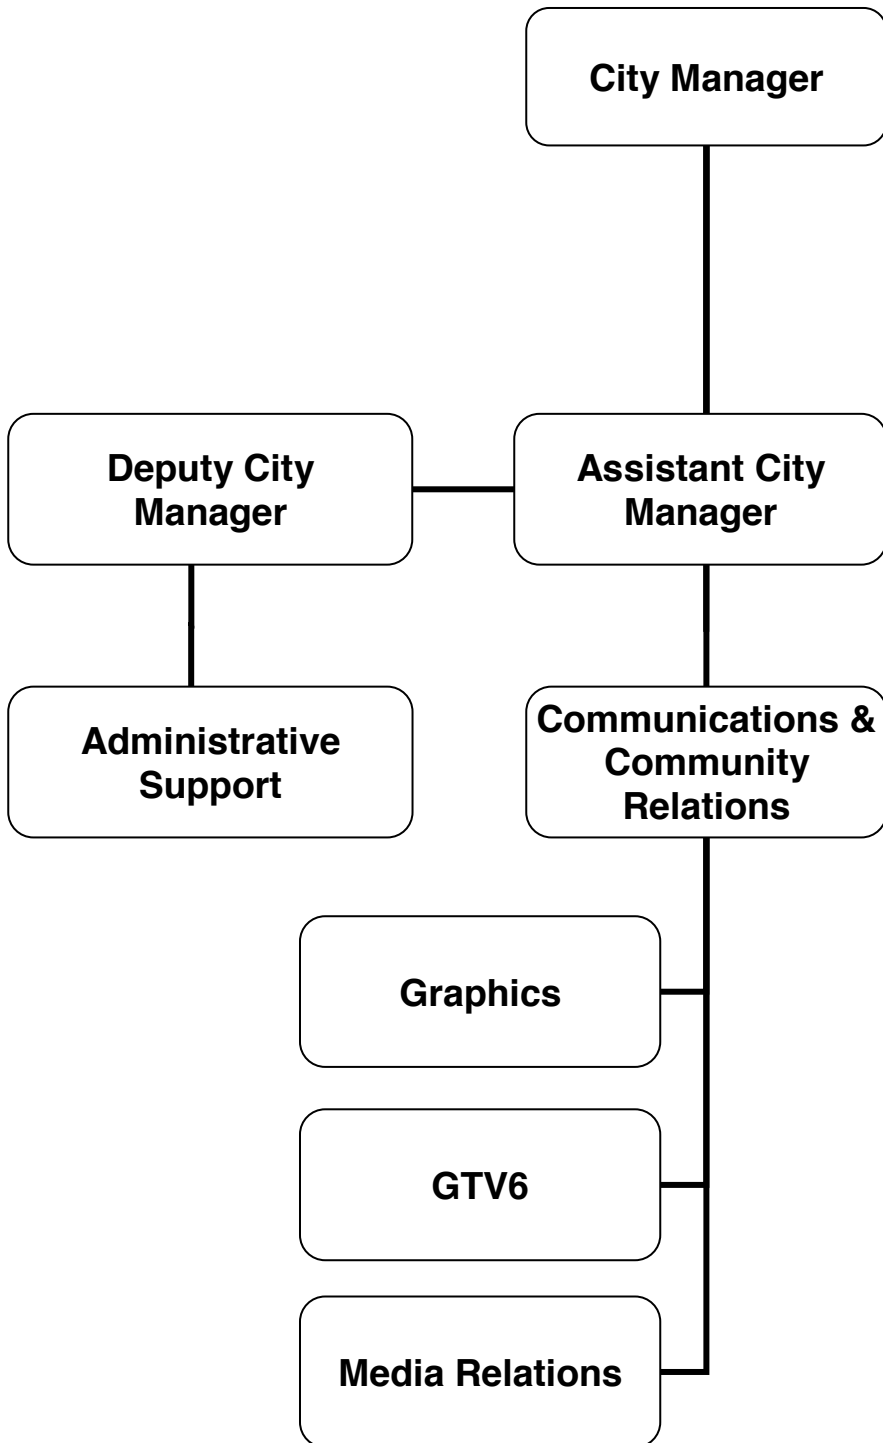 City Manager
Deputy City
Manager
Assistant City
Manager
Administrative
Support
Communications &
Community
Relations
Graphics
GTV6
Media Relations